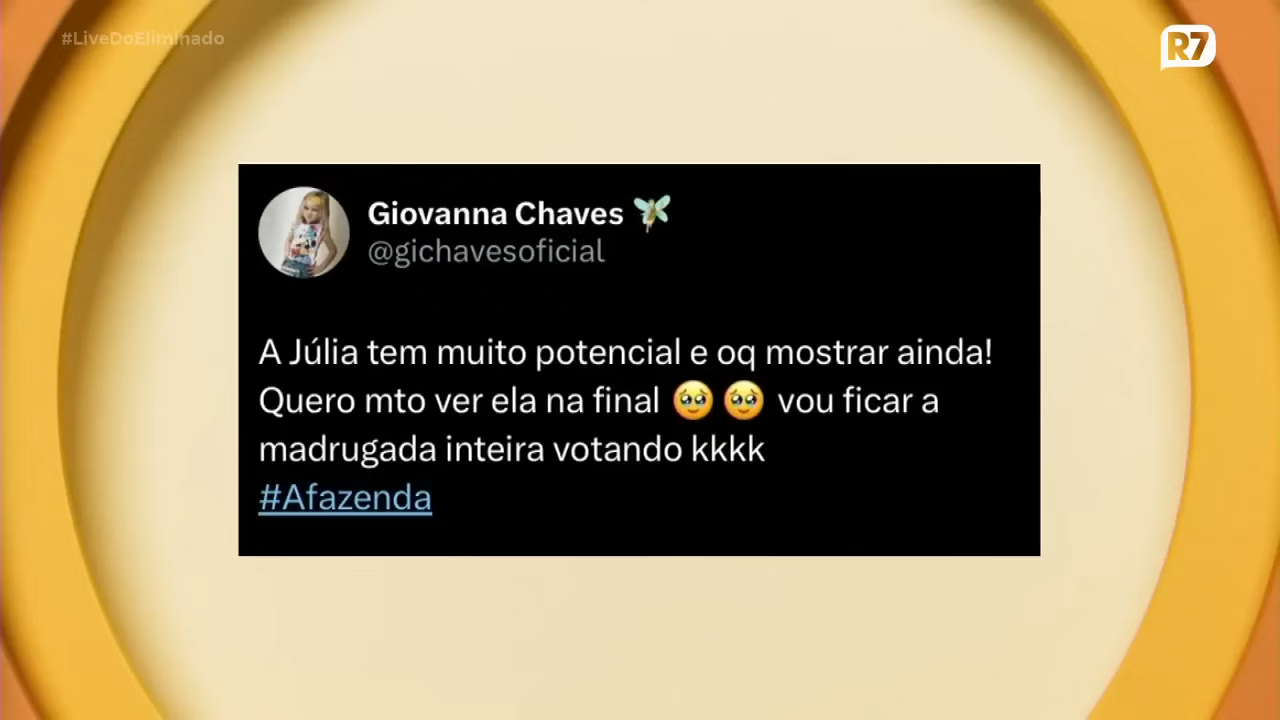 #LiveDoEliminado
R7
Giovanna Chaves
@gichavesoficial
A Júlia tem muito potencial e oq mostrar ainda!
Quero mto ver ela na final 🥹🥹 vou ficar a
madrugada inteira votando kkkk
#Afazenda